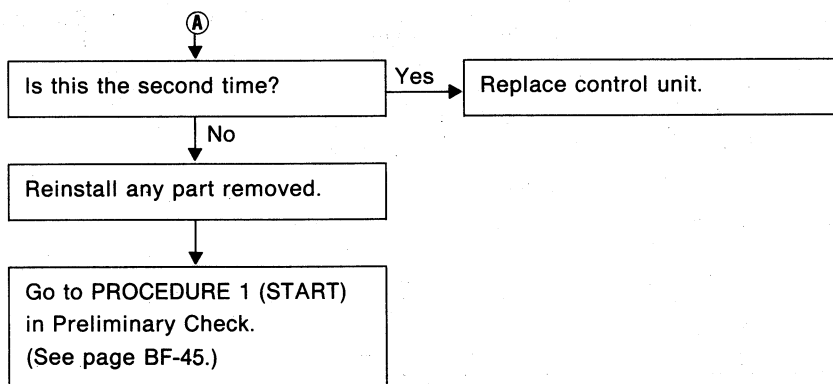 A
Is this the second time?
Yes
Replace control unit.
No
Reinstall any part removed.
Go to PROCEDURE 1 (START)
in Preliminary Check.
(See page BF-45.)